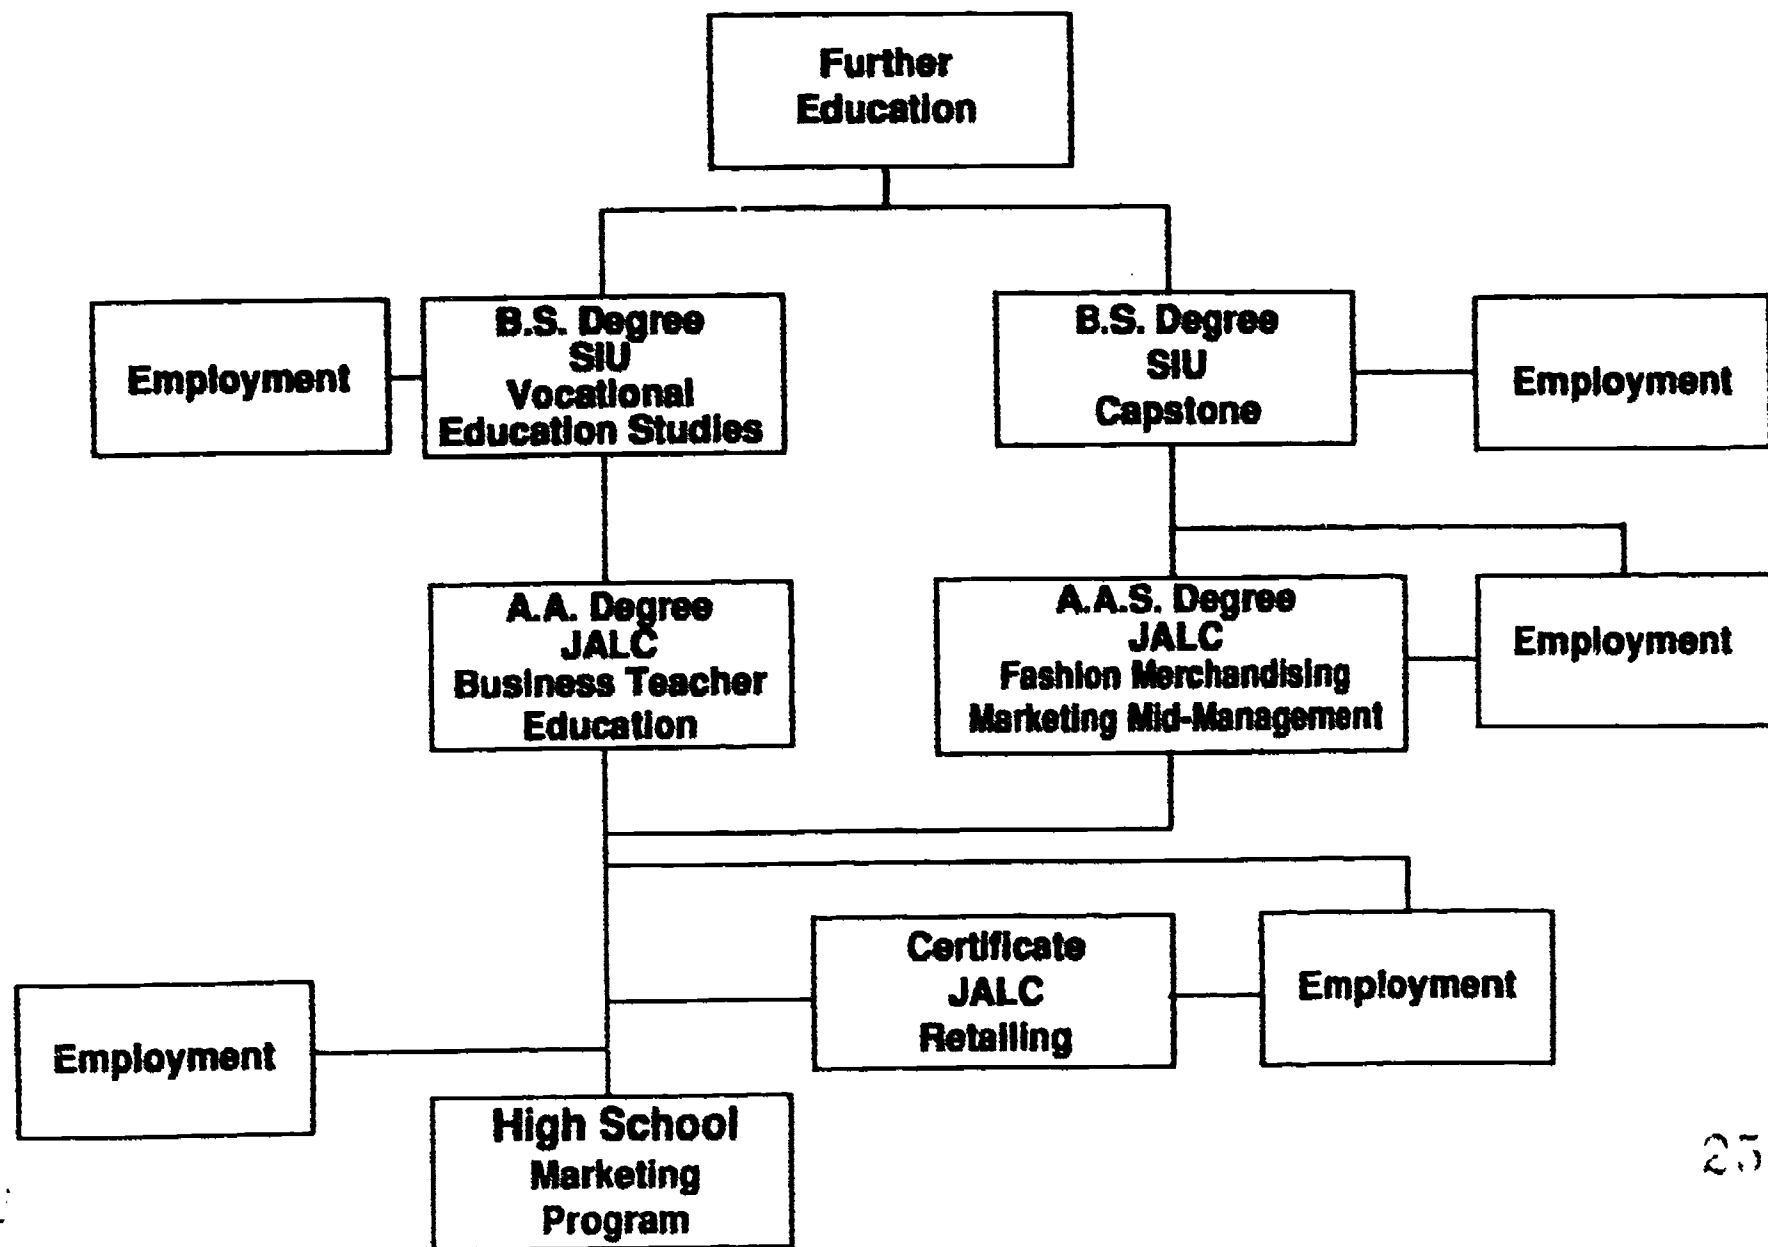 Further
Education
Employment
B.S. Degree
SIU
Vocational
Education Studies
B.S. Degree
SIU
Capstone
Employment
A.A. Degree
JALC
Business Teacher
Education
A.A.S. Degree
JALC
Fashion Merchandising
Marketing Mid-Management
Employment
Certificate
JALC
Retailing
Employment
Employment
High School
Marketing
Program
25